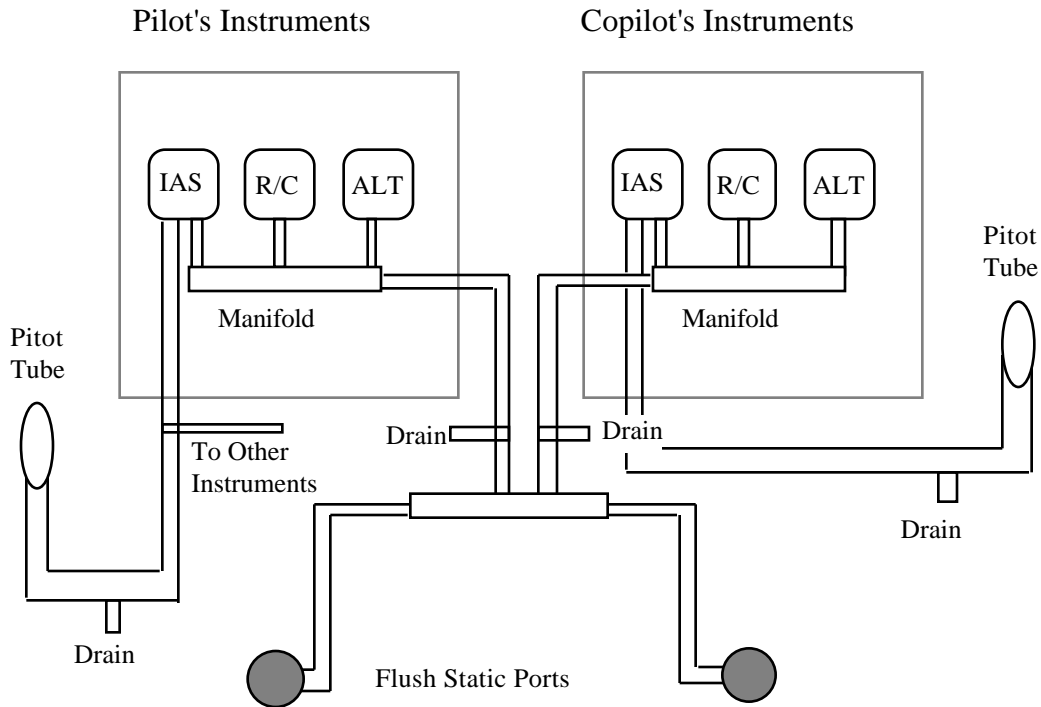 Pilot's Instruments
Copilot's Instruments
IAS
R/C
ALT
IAS
R/C
ALT
Pitot
Tube
Manifold
Manifold
Pitot
Tube
Drain
Drain
To Other
Instruments
Drain
Drain
Flush Static Ports